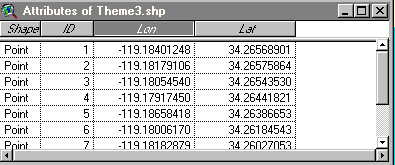 Attributes of Theme3.shp
Shape ID Lon Lat
Point 1 -119.18401248 34.26568901
Point 2 -119.18179106 34.26575864
Point 3 -119.18054540 34.26543530
Point 4 -119.17917450 34.26441821
Point 5 -119.18658418 34.26386653
Point 6 -119.18006170 34.26184543
Point 7 -119.18182879 34.26027053